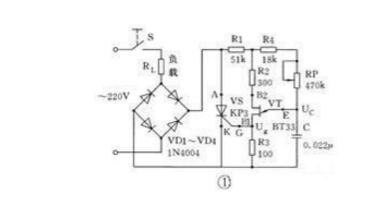 S
R1
R4
负载
RL
51k
18k
R2
300
RP
470k
~220V
A
VS
KP3
B2
VT
UC
E
K
G
B1
Ug
BT33
C
0.022μ
VD1~VD4
1N4004
R3
100
①